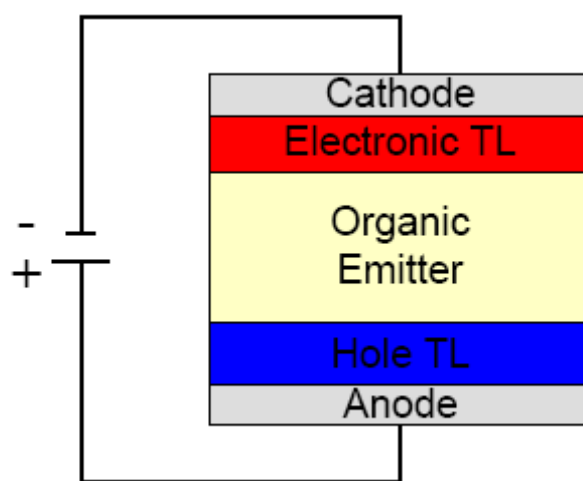 Cathode
Electronic TL
Organic
Emitter
Hole TL
Anode
-
+